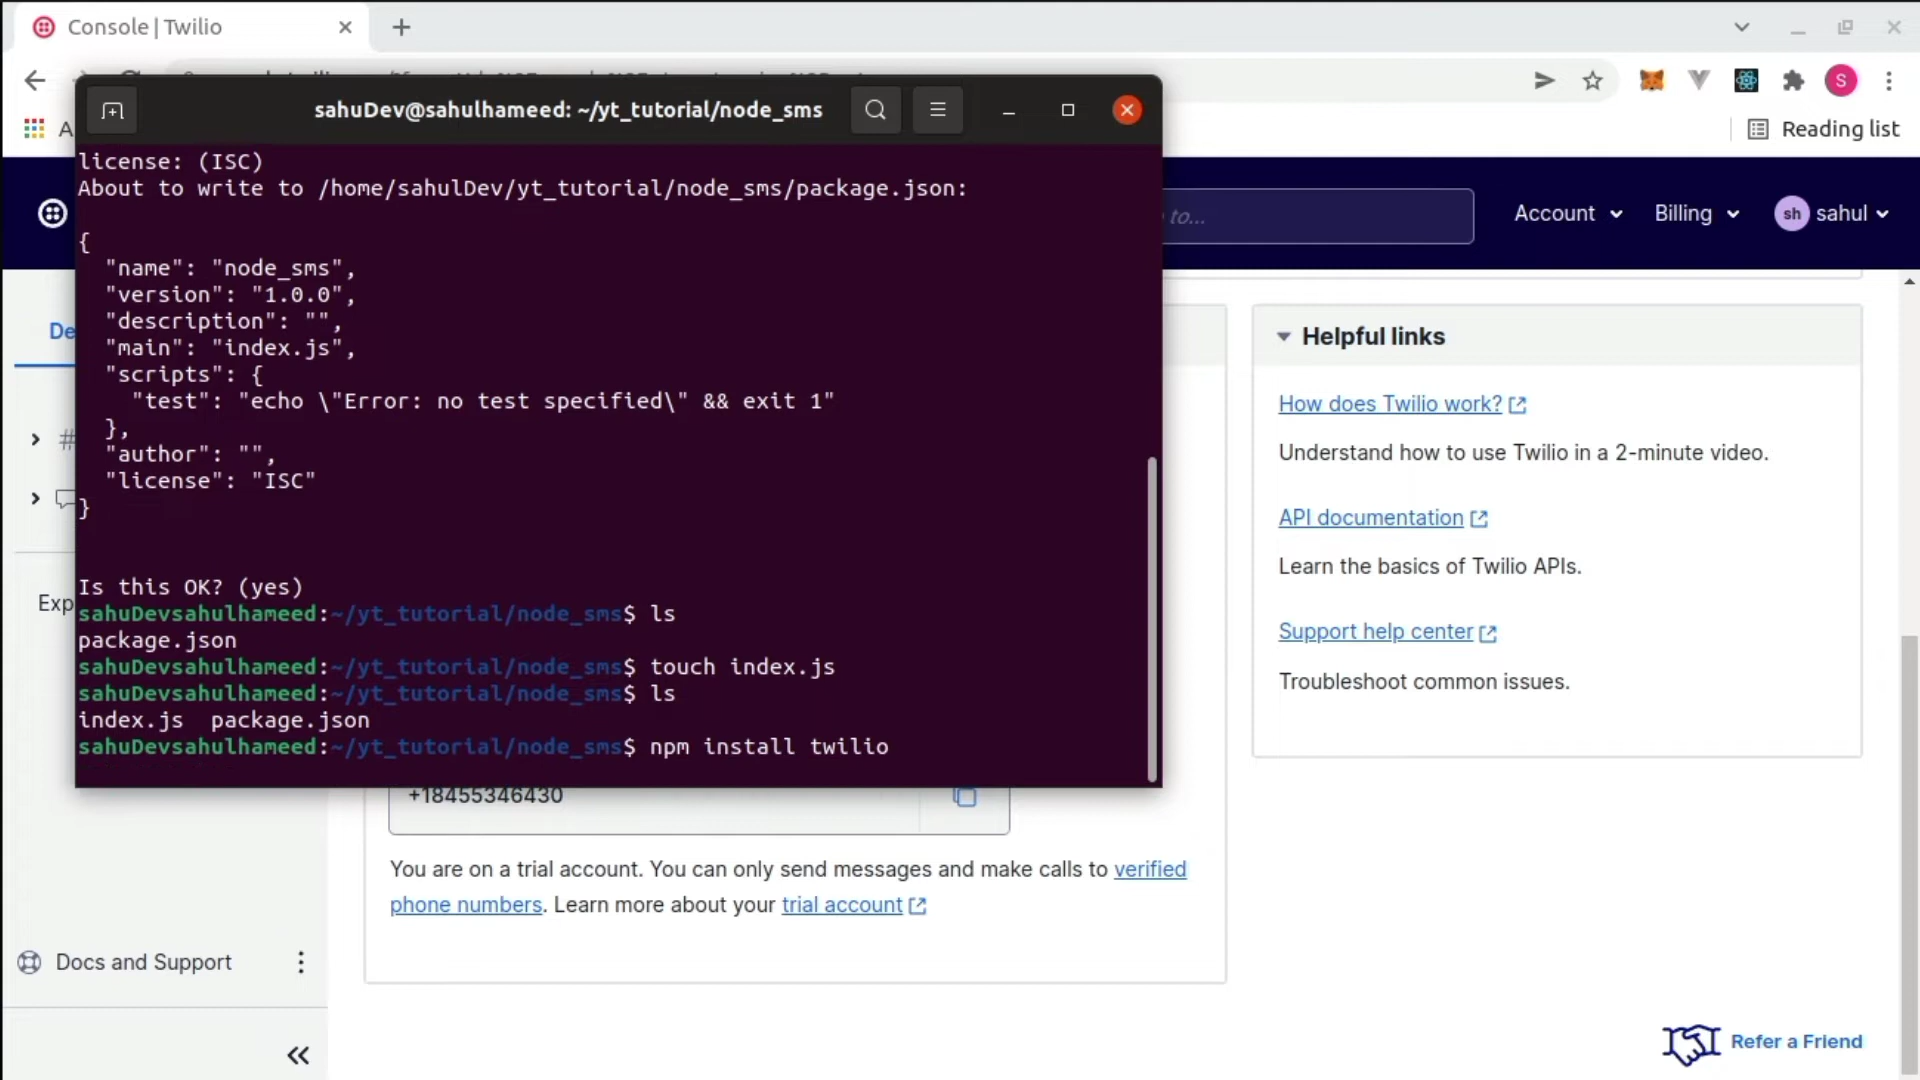 Console | Twilio
Reading list
A
sahuDev@sahulhameed: ~/yt_tutorial/node_sms
license: (ISC)
About to write to /home/sahulDev/yt_tutorial/node_sms/package.json:
{
"name": "node_sms",
"version": "1.0.0",
"description": "",
"main": "index.js",
"scripts": {
"test": "echo \"Error: no test specified\" && exit 1"
},
"author": "",
"license": "ISC"
}
Is this OK? (yes)
sahuDevsahulhameed:~/yt_tutorial/node_sms$ ls
package.json
sahuDevsahulhameed:~/yt_tutorial/node_sms$ touch index.js
sahuDevsahulhameed:~/yt_tutorial/node_sms$ ls
index.js package.json
sahuDevsahulhameed:~/yt_tutorial/node_sms$ npm install twilio
to...
Account
Billing
sh sahul
S
De
#
Exp
Docs and Support
+18455346430
You are on a trial account. You can only send messages and make calls to verified
phone numbers. Learn more about your trial account
Helpful links
How does Twilio work?
Understand how to use Twilio in a 2-minute video.
API documentation
Learn the basics of Twilio APIs.
Support help center
Troubleshoot common issues.
Refer a Friend